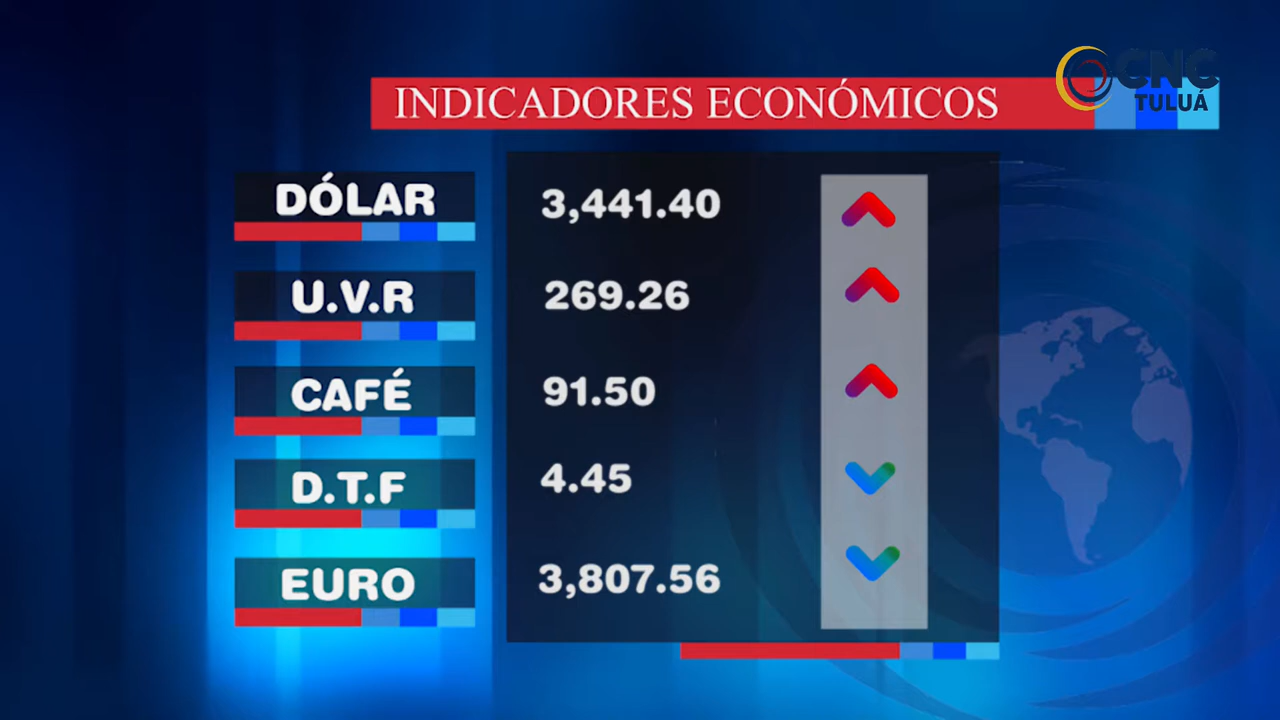 CNC
TULUÁ
INDICADORES ECONÓMICOS
DÓLAR 3,441.40
U.V.R 269.26
CAFÉ 91.50
D.T.F 4.45
EURO 3,807.56